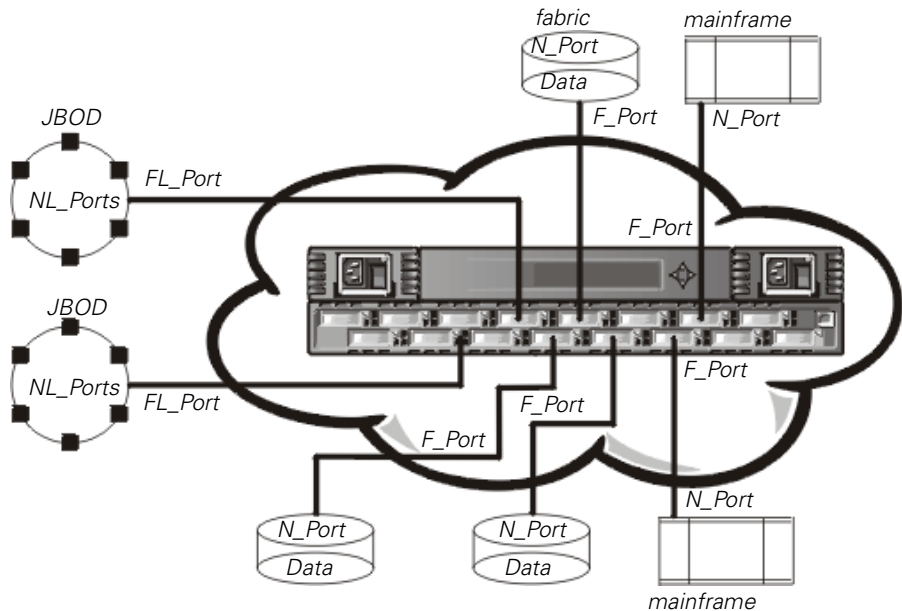 fabric
mainframe
N_Port
Data
F_Port
N_Port
JBOD
NL_Ports
FL_Port
F_Port
JBOD
NL_Ports
FL_Port
F_Port
F_Port
F_Port
N_Port
N_Port
N_Port
Data
Data
mainframe